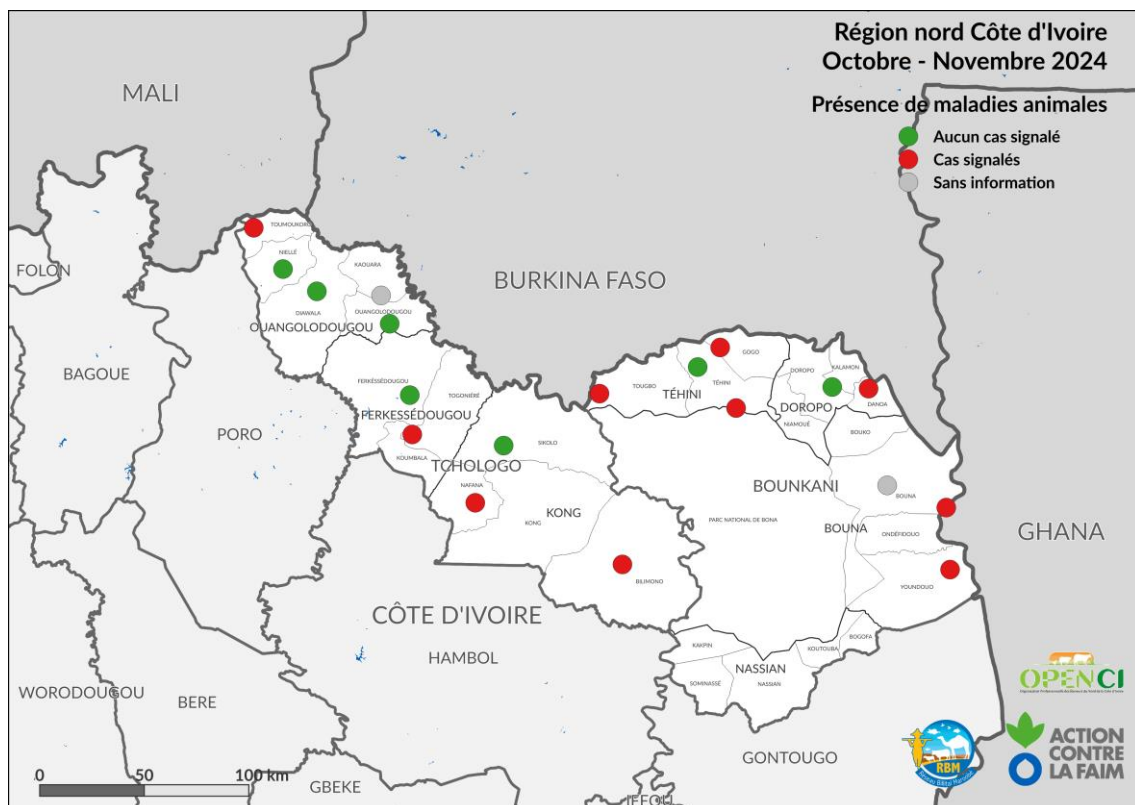 Région nord Côte d'Ivoire
Octobre - Novembre 2024
Présence de maladies animales
Aucun cas signalé
Cas signalés
Sans information
MALI
TOUMOUKORO
FOLON
NIELLÉ
KAOUARA
BURKINA FASO
DIAWALA
OUANGOLODOUGOU
OUANGOLODOUGOU
BAGOUE
GOGO
DOROPO
KALAMON
FERKÉSSÉDOUGOU
TOUGBO
TÉHINI
TÉHINI
TOGONIÉRÉ
DANDA
DOROPO
FERKESSÉDOUGOU
NIAMOUÉ
PORO
BOUKO
SIKOLO
KOUMBALA
TCHOLOGO
NAFANA
BOUNKANI
BOUNA
KONG
KONG
PARC NATIONAL DE BONA
BOUNA
ONDÉFIDOUO
GHANA
BILIMONO
YOUNDOUO
CÔTE D'IVOIRE
HAMBOL
BOGOFA
KAKPIN
KOUTOUBA
NASSIAN
SOMINASSÉ
NASSIAN
OPENCI
WORODOUGOU
BERE
GONTOUGO
RBM
ACTION
CONTRE
LA FAIM
0 50 100 km
GBEKE
IFFOU